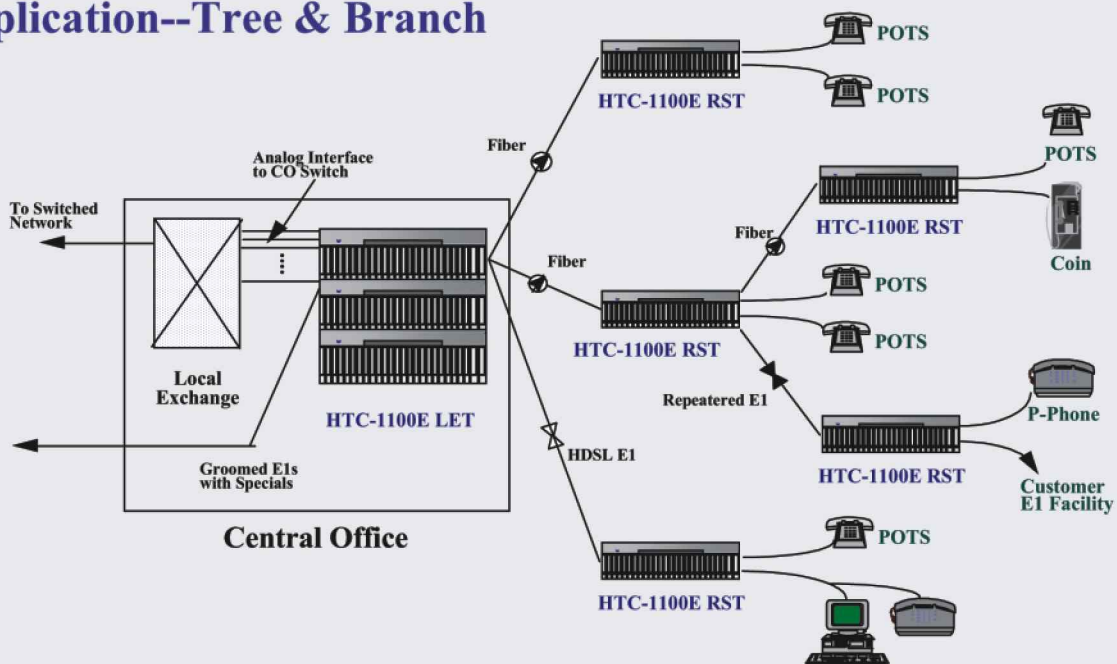 plication--Tree & Branch
POTS
POTS
HTC-1100E RST
Fiber
Analog Interface
to CO Switch
POTS
To Switched
Network
HTC-1100E RST
Fiber
Coin
Fiber
POTS
POTS
HTC-1100E RST
Local
Exchange
Repeatered E1
P-Phone
HTC-1100E LET
HDSL E1
HTC-1100E RST
Groomed E1s
with Specials
Customer
E1 Facility
Central Office
POTS
HTC-1100E RST